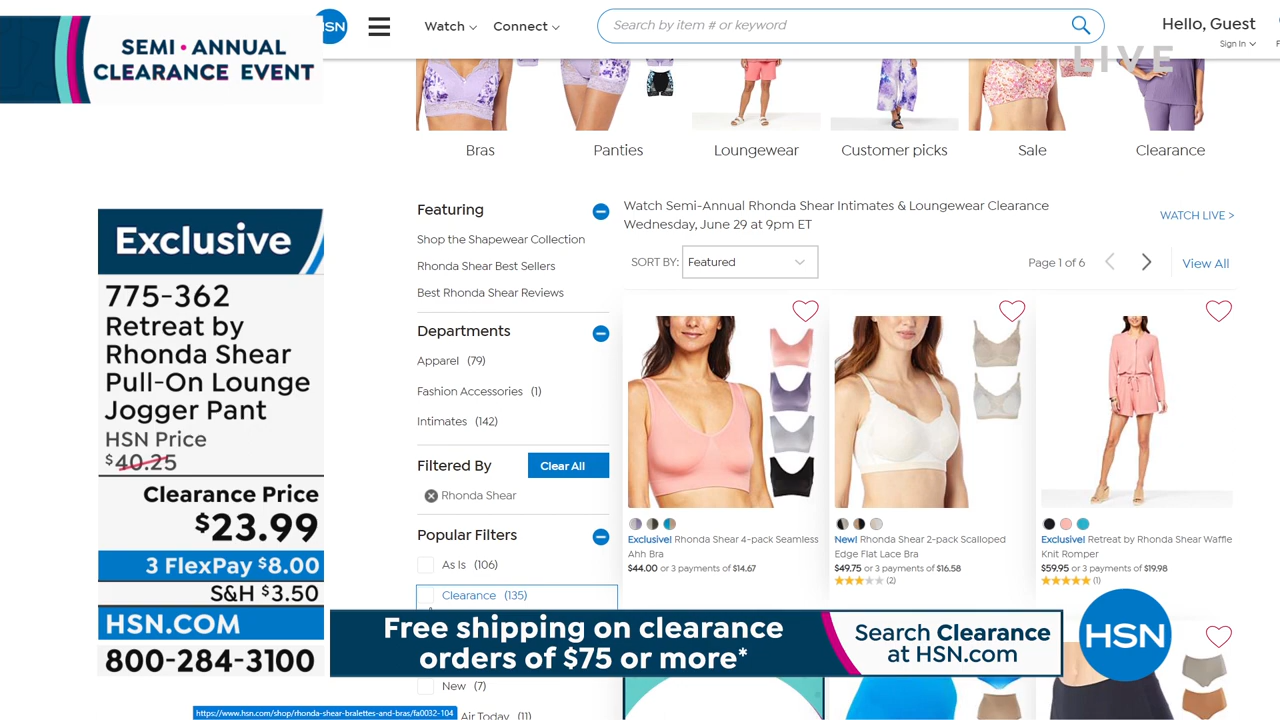 SEMI • ANNUAL
CLEARANCE EVENT
HSN
Watch
Connect
Search by item # or keyword
Hello, Guest
Sign In
LIVE
Bras
Panties
Loungewear
Customer picks
Sale
Clearance
Exclusive
775-362
Retreat by
Rhonda Shear
Pull-On Lounge
Jogger Pant
HSN Price
$40.25
Clearance Price
$23.99
3 FlexPay $8.00
S&H $3.50
HSN.COM
800-284-3100
Featuring
Shop the Shapewear Collection
Rhonda Shear Best Sellers
Best Rhonda Shear Reviews
Departments
Apparel (79)
Fashion Accessories (1)
Intimates (142)
Filtered By
Clear All
Rhonda Shear
Popular Filters
As Is (106)
Clearance (135)
New (7)
Air Today (11)
Watch Semi-Annual Rhonda Shear Intimates & Loungewear Clearance
Wednesday, June 29 at 9pm ET
WATCH LIVE >
SORT BY: Featured
Page 1 of 6
View All
Exclusive! Rhonda Shear 4-pack Seamless
Ahh Bra
$44.00 or 3 payments of $14.67
New! Rhonda Shear 2-pack Scalloped
Edge Flat Lace Bra
$49.75 or 3 payments of $16.58
(2)
Exclusive! Retreat by Rhonda Shear Waffle
Knit Romper
$59.95 or 3 payments of $19.98
(1)
Free shipping on clearance
orders of $75 or more*
Search Clearance
at HSN.com
HSN
https://www.hsn.com/shop/rhonda-shear-bralettes-and-bras/fa0032-104